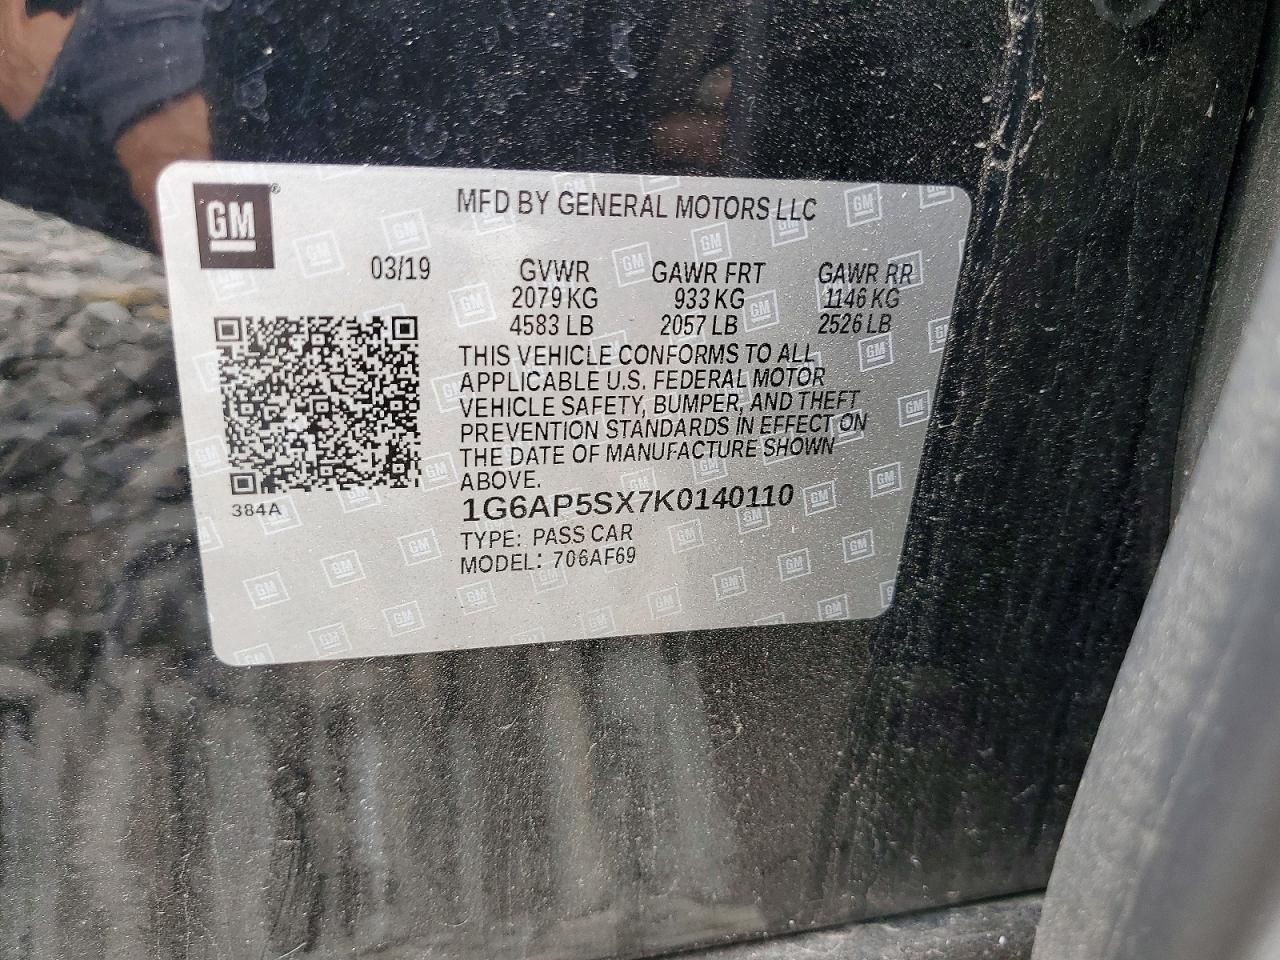 GM®
MFD BY GENERAL MOTORS LLC
03/19
GVWR GAWR FRT GAWR RR
2079 KG 933 KG 1146 KG
4583 LB 2057 LB 2526 LB
THIS VEHICLE CONFORMS TO ALL
APPLICABLE U.S. FEDERAL MOTOR
VEHICLE SAFETY, BUMPER, AND THEFT
PREVENTION STANDARDS IN EFFECT ON
THE DATE OF MANUFACTURE SHOWN
ABOVE.
384A
1G6AP5SX7K0140110
TYPE: PASS CAR
MODEL: 706AF69